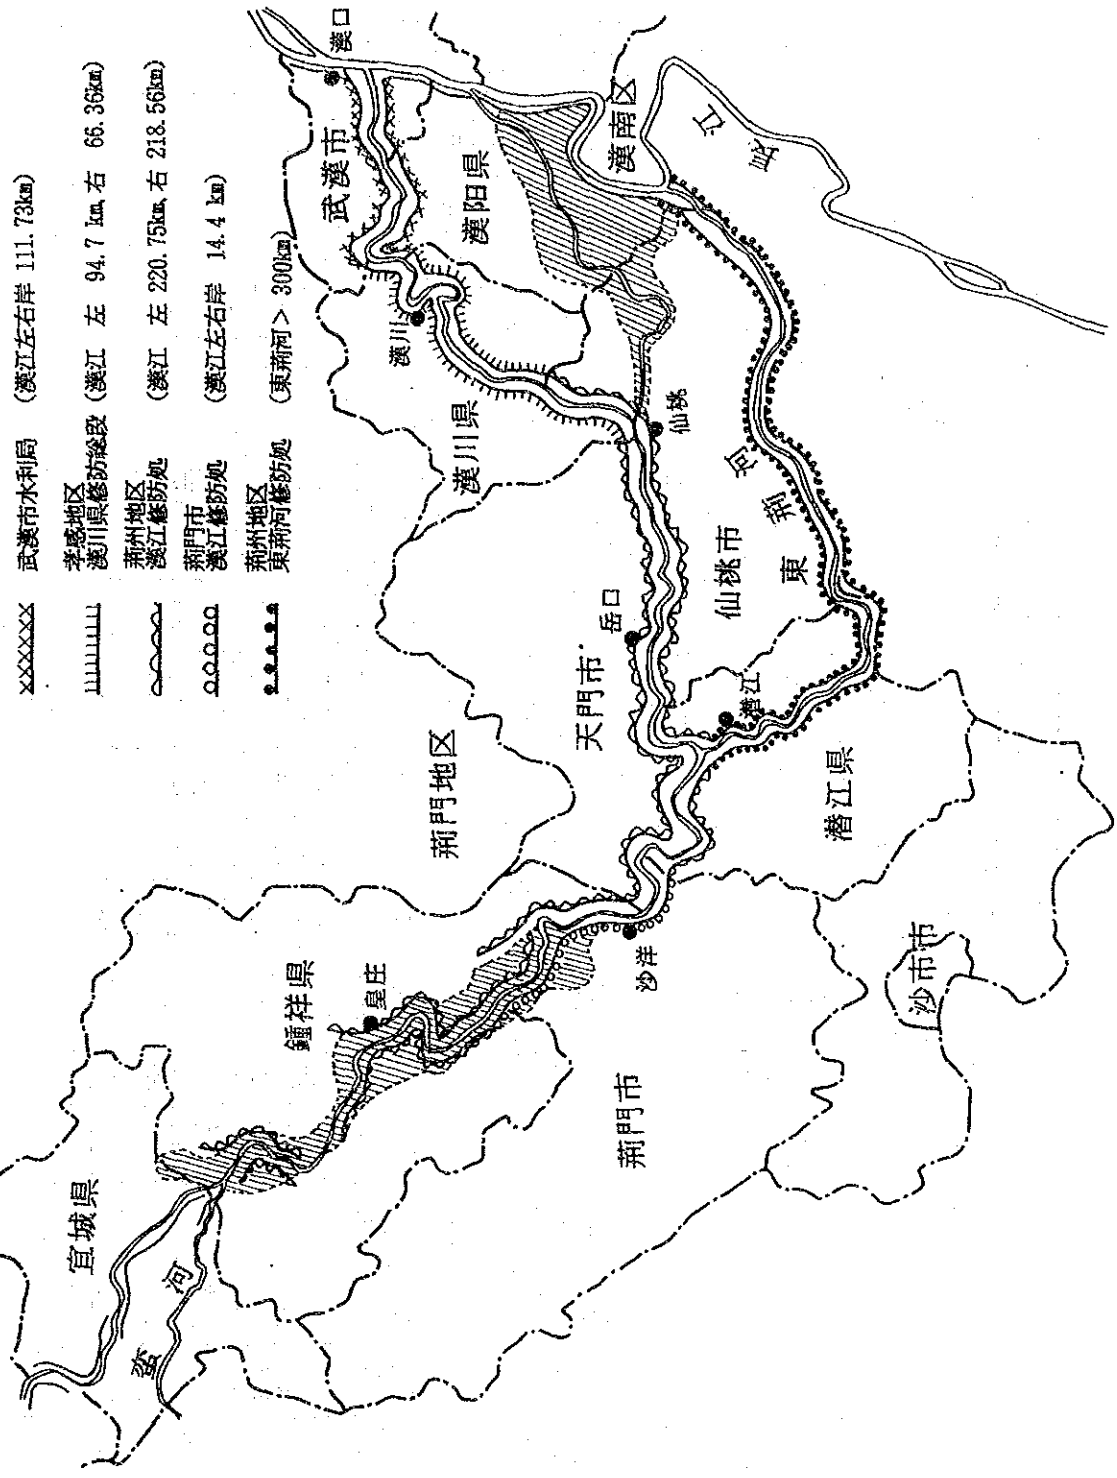 武漢市水利局 (漢江左右岸 111.73km)
孝感地区
漢川県修防総段 (漢江 左 94.7 km, 右 66.36km)
荊州地区
漢江修防処 (漢江 左 220.75km, 右 218.56km)
荊門市
漢江修防処 (漢江左右岸 14.4 km)
荊州地区
東荊河修防処 (東荊河 > 300km)
宜城県
蛮河
鍾祥県
皇庄
荊門地区
荊門市
沙洋
沙市市
潜江県
潜江
天門市
岳口
仙桃市
仙桃
東荊河
漢川県
漢川
武漢市
漢口
漢阳県
漢南区
長江